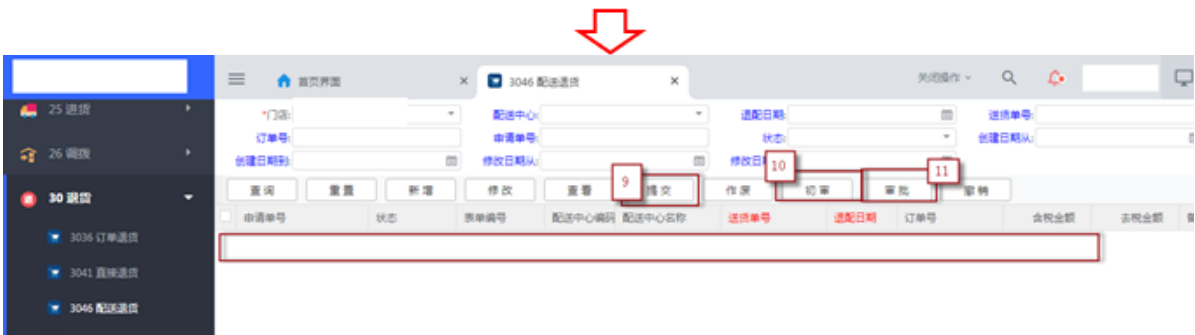 首页界面 × 3046 配送退货 × 关闭操作
25 进货
*门店: 配送中心: 退配日期: 送货单号:
26 调拨
订单号: 申请单号: 状态: 创建日期从:
创建日期到: 修改日期从: 修改日
9 10 11
30 退货
查询 重置 新增 修改 查看 提交 作废 初审 审批 撤销
申请单号 状态 表单编号 配送中心编码 配送中心名称 送货单号 退配日期 订单号 含税金额 去税金额
3036 订单退货
3041 直接退货
3046 配送退货